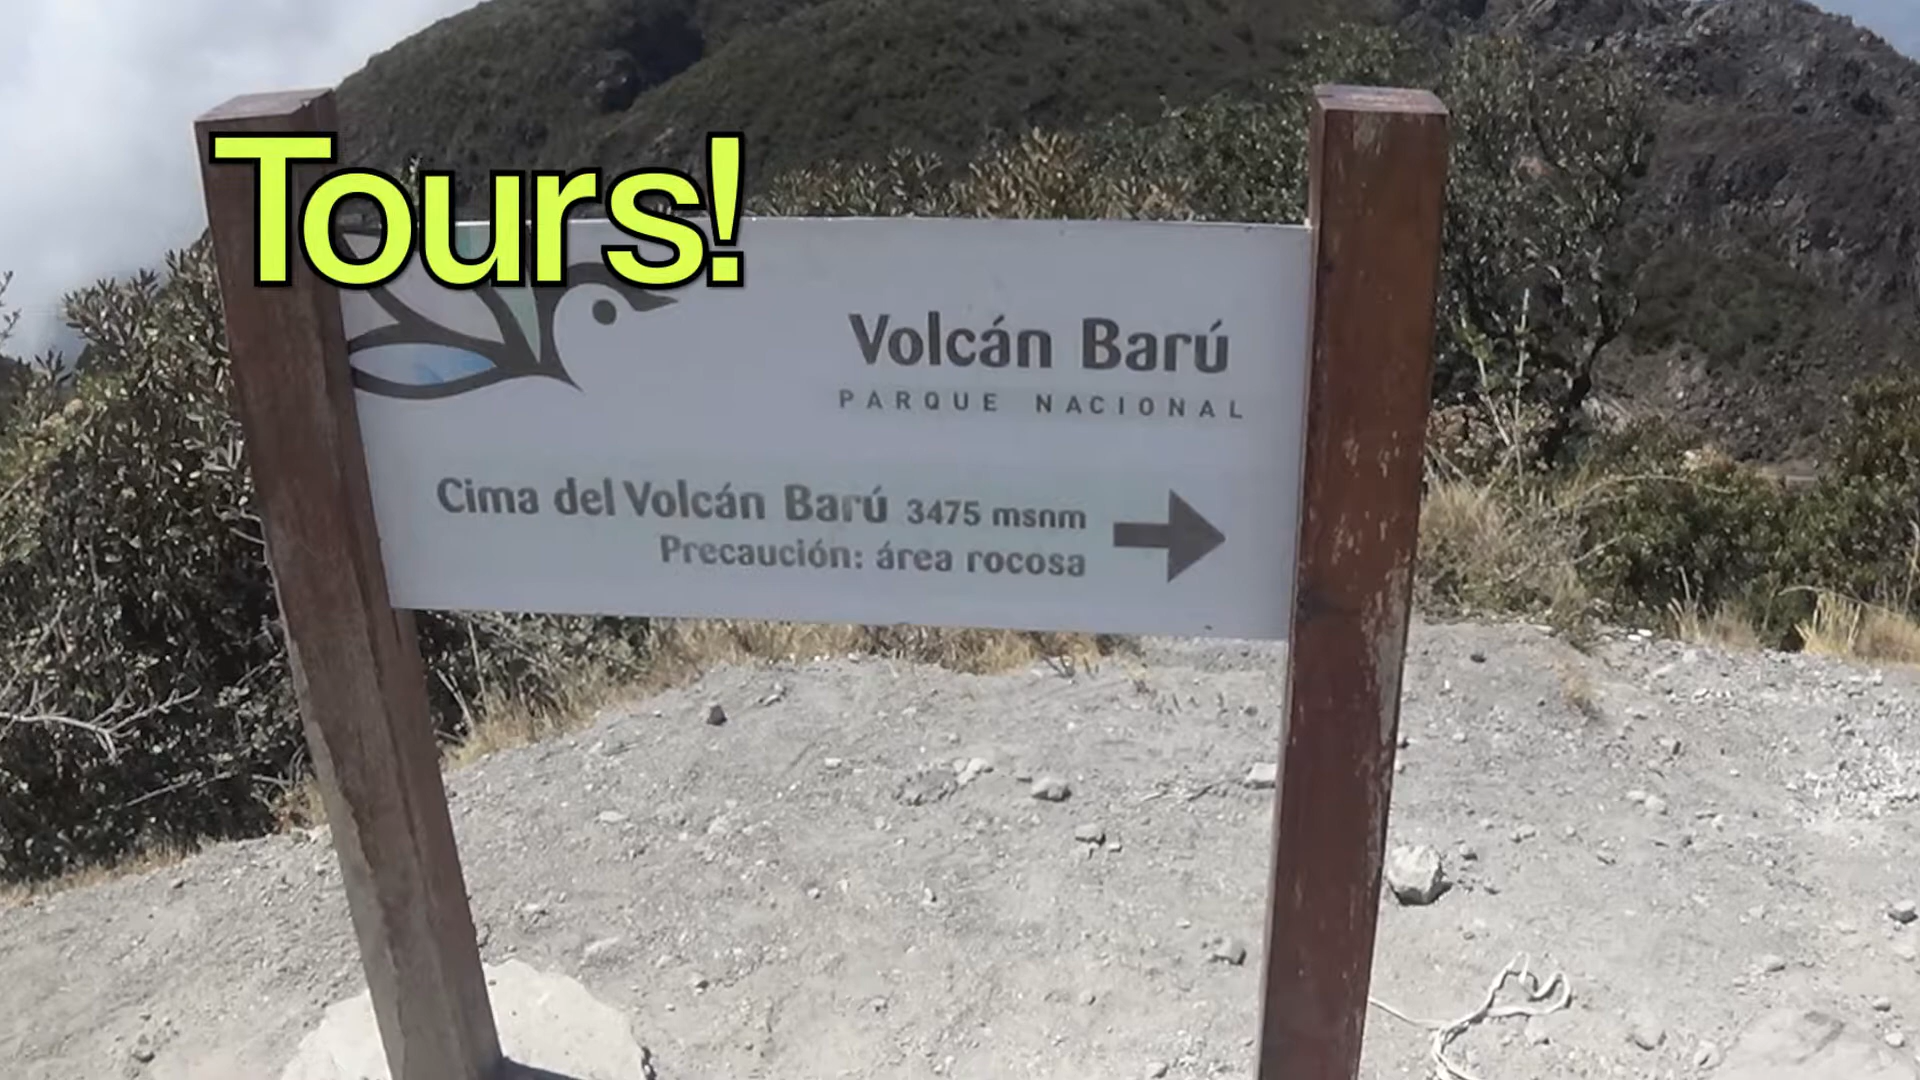 Tours!
Volcán Barú
PARQUE NACIONAL
Cima del Volcán Barú 3475 msnm
Precaución: área rocosa